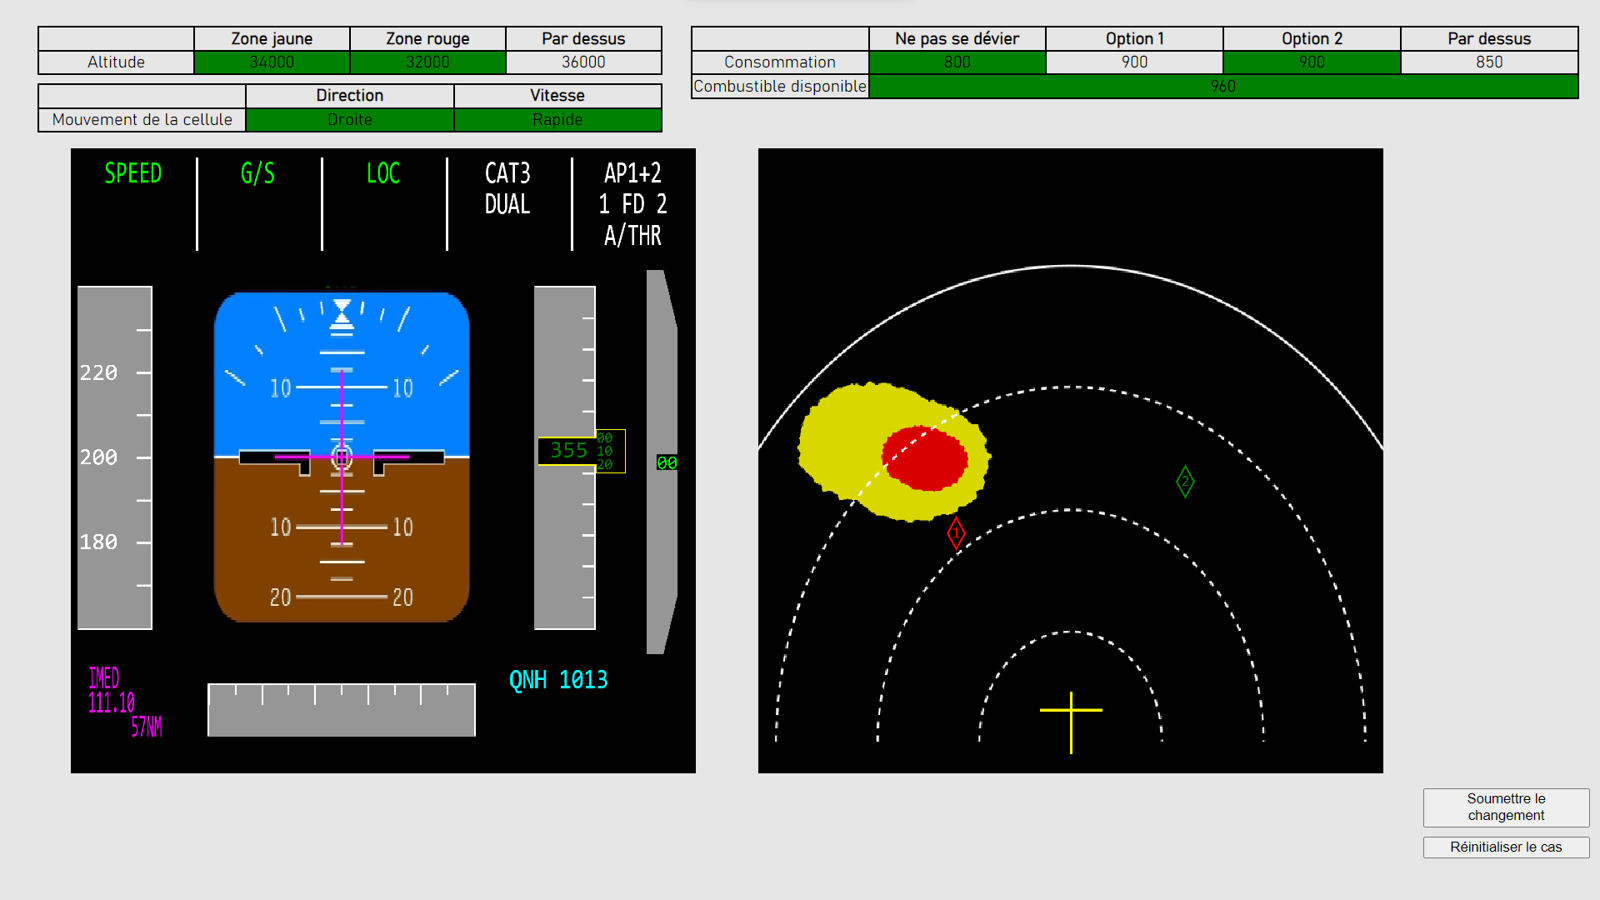 Zone jaune Zone rouge Par dessus
Altitude 34000 32000 36000
Direction Vitesse
Mouvement de la cellule Droite Rapide
Ne pas se dévier Option 1 Option 2 Par dessus
Consommation 800 900 900 850
Combustible disponible 960
SPEED G/S LOC CAT3 AP1+2
DUAL 1 FD 2
A/THR
220
200
180
10 10
10 10
20 20
355
00
10
20
00
IMED
111.10
57NM
QNH 1013
1
2
Soumettre le
changement
Réinitialiser le cas